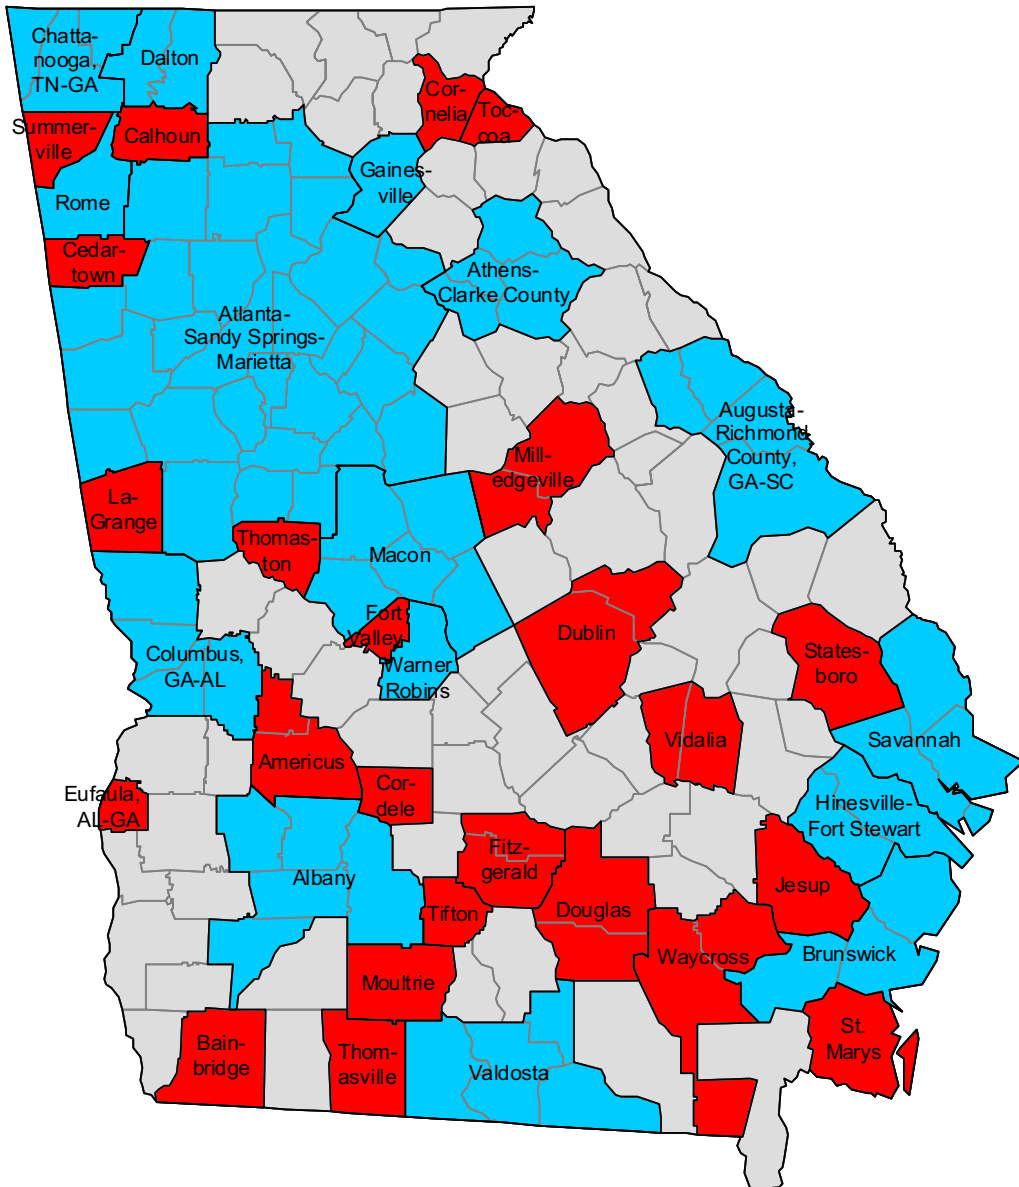 Chatta-
nooga,
TN-GA
Dalton
Cor-
nelia
Toc-
coa
Summer-
ville
Calhoun
Gaines-
ville
Rome
Cedar-
town
Athens-
Clarke County
Atlanta-
Sandy Springs-
Marietta
Augusta-
Richmond
County,
GA-SC
Mill-
edgeville
La-
Grange
Thomas-
ton
Macon
Fort
Valley
Warner
Robins
Dublin
Columbus,
GA-AL
States-
boro
Vidalia
Savannah
Americus
Cor-
dele
Eufaula,
AL-GA
Hinesville-
Fort Stewart
Fitz-
gerald
Albany
Jesup
Tifton
Douglas
Waycross
Brunswick
Moultrie
St.
Marys
Bain-
bridge
Thom-
asville
Valdosta